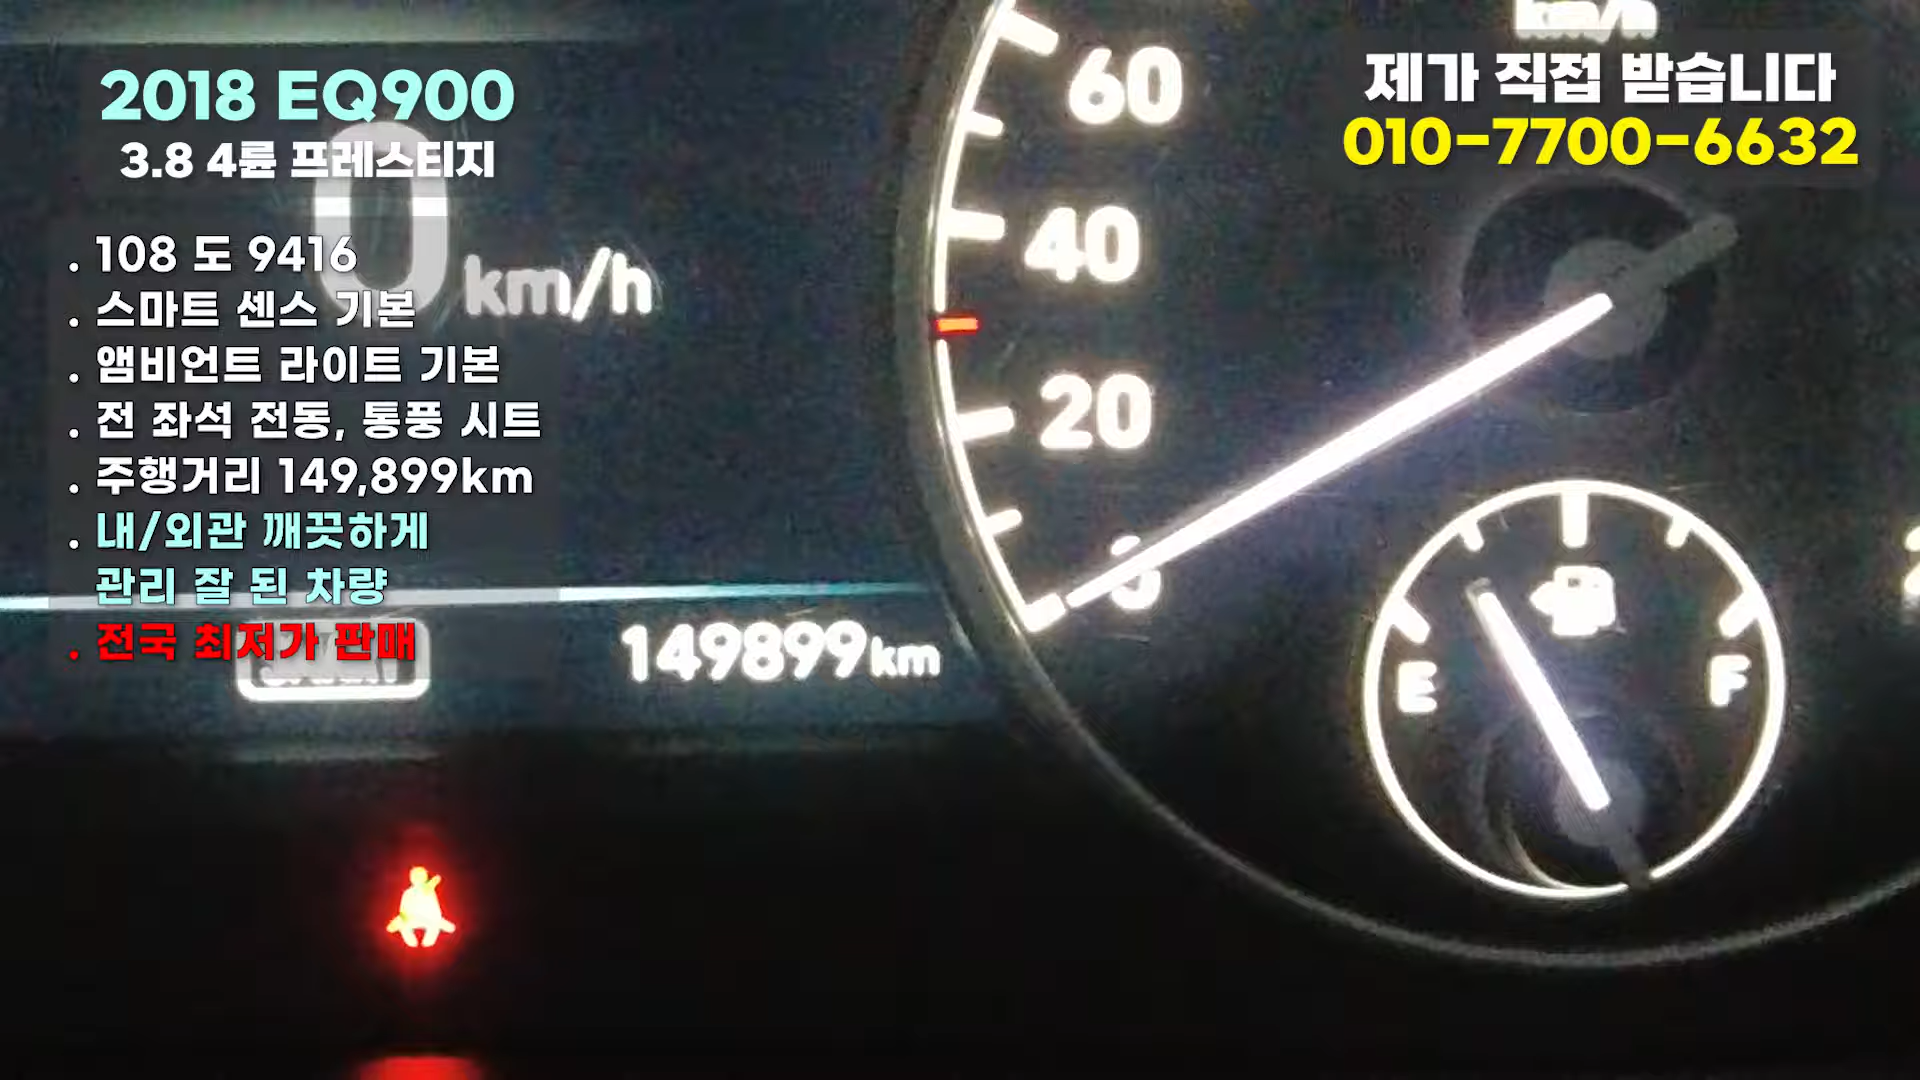 2018 EQ900
3.8 4륜 프레스티지
. 108 도 9416
. 스마트 센스 기본
. 앰비언트 라이트 기본
. 전 좌석 전동, 통풍 시트
. 주행거리 149,899km
. 내/외관 깨끗하게
관리 잘 된 차량
. 전국 최저가 판매
제가 직접 받습니다
010-7700-6632
0 km/h
149899km
km/h
60
40
20
0
E
F